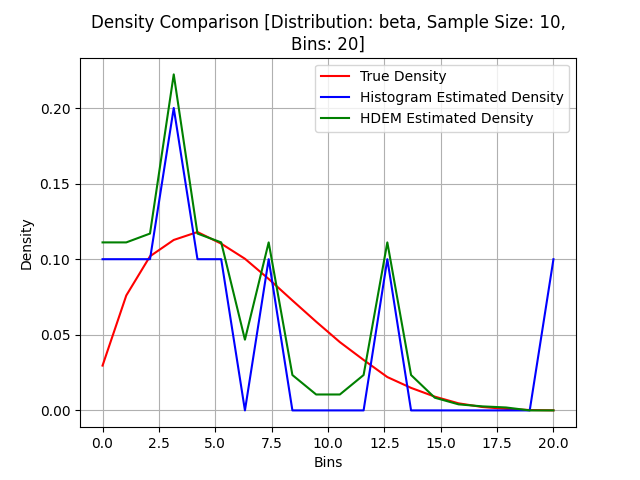 Density Comparison [Distribution: beta, Sample Size: 10,
Bins: 20]
True Density
Histogram Estimated Density
HDEM Estimated Density
Density
0.20
0.15
0.10
0.05
0.00
0.0 2.5 5.0 7.5 10.0 12.5 15.0 17.5 20.0
Bins